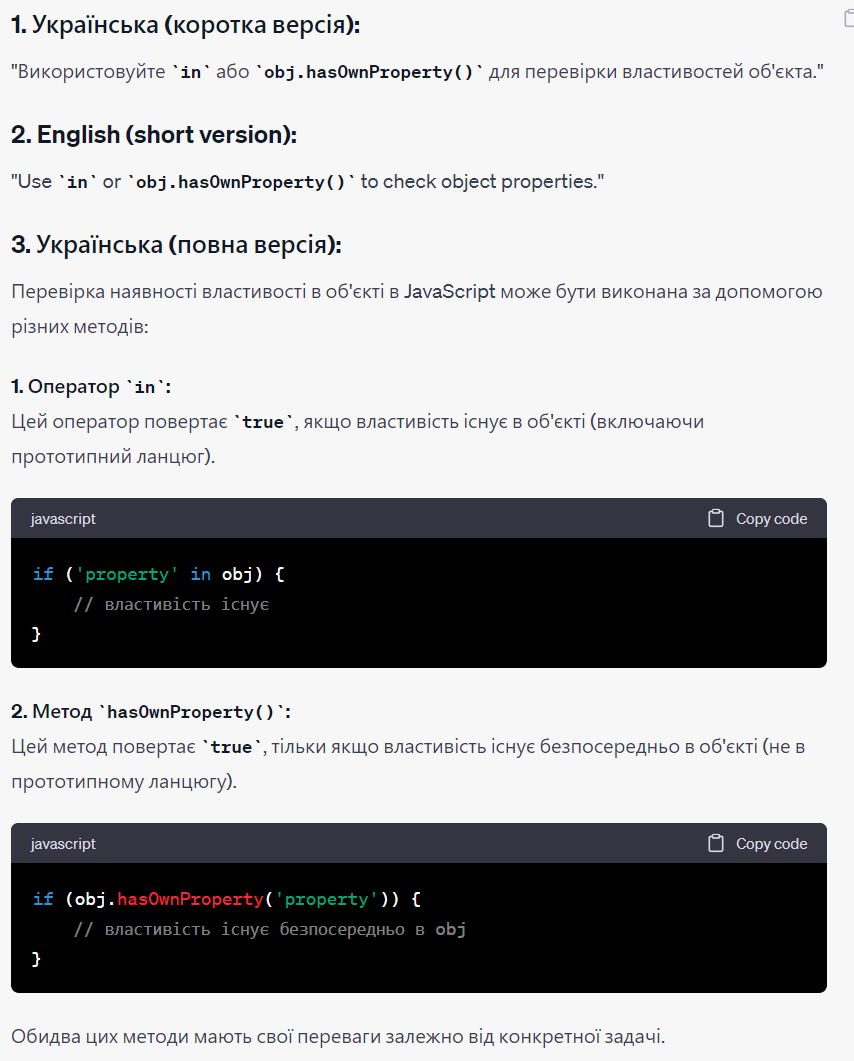 1. Українська (коротка версія):
"Використовуйте `in` або `obj.hasOwnProperty()` для перевірки властивостей об'єкта."
2. English (short version):
"Use `in` or `obj.hasOwnProperty()` to check object properties."
3. Українська (повна версія):
Перевірка наявності властивості в об'єкті в JavaScript може бути виконана за допомогою
різних методів:
1. Оператор `in`:
Цей оператор повертає `true`, якщо властивість існує в об'єкті (включаючи
прототипний ланцюг).
javascript Copy code
if ('property' in obj) {
    // властивість існує
}
2. Метод `hasOwnProperty()`:
Цей метод повертає `true`, тільки якщо властивість існує безпосередньо в об'єкті (не в
прототипному ланцюгу).
javascript Copy code
if (obj.hasOwnProperty('property')) {
    // властивість існує безпосередньо в obj
}
Обидва цих методи мають свої переваги залежно від конкретної задачі.